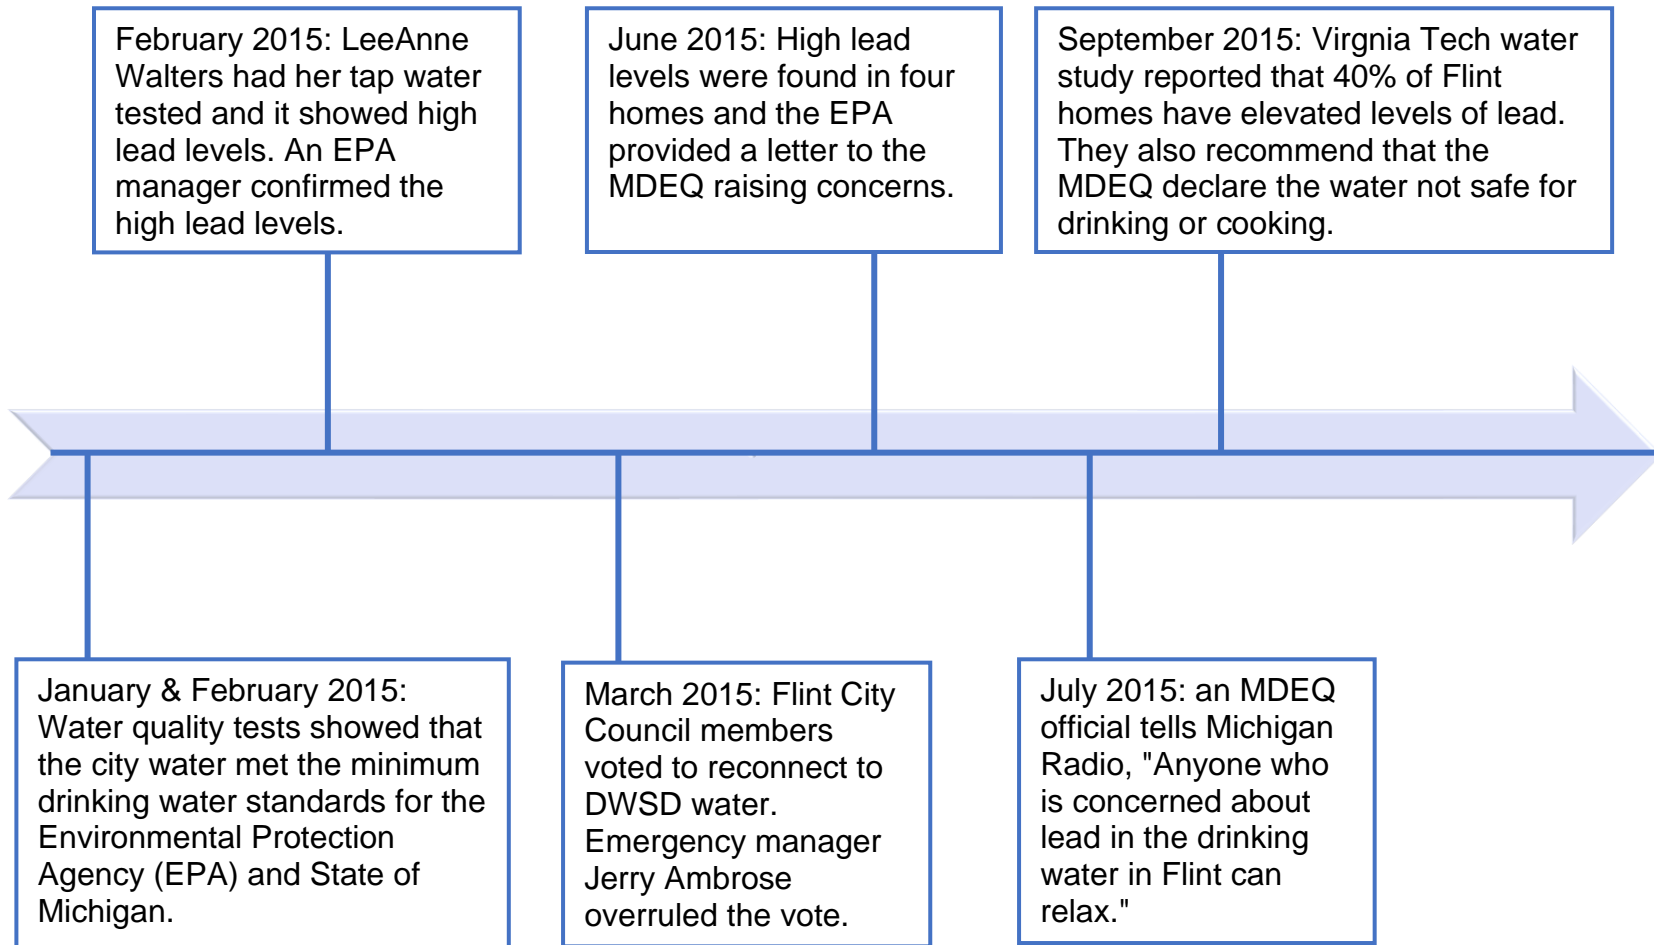 February 2015: LeeAnne
Walters had her tap water
tested and it showed high
lead levels. An EPA
manager confirmed the
high lead levels.
June 2015: High lead
levels were found in four
homes and the EPA
provided a letter to the
MDEQ raising concerns.
September 2015: Virgnia Tech water
study reported that 40% of Flint
homes have elevated levels of lead.
They also recommend that the
MDEQ declare the water not safe for
drinking or cooking.
January & February 2015:
Water quality tests showed that
the city water met the minimum
drinking water standards for the
Environmental Protection
Agency (EPA) and State of
Michigan.
March 2015: Flint City
Council members
voted to reconnect to
DWSD water.
Emergency manager
Jerry Ambrose
overruled the vote.
July 2015: an MDEQ
official tells Michigan
Radio, "Anyone who
is concerned about
lead in the drinking
water in Flint can
relax."